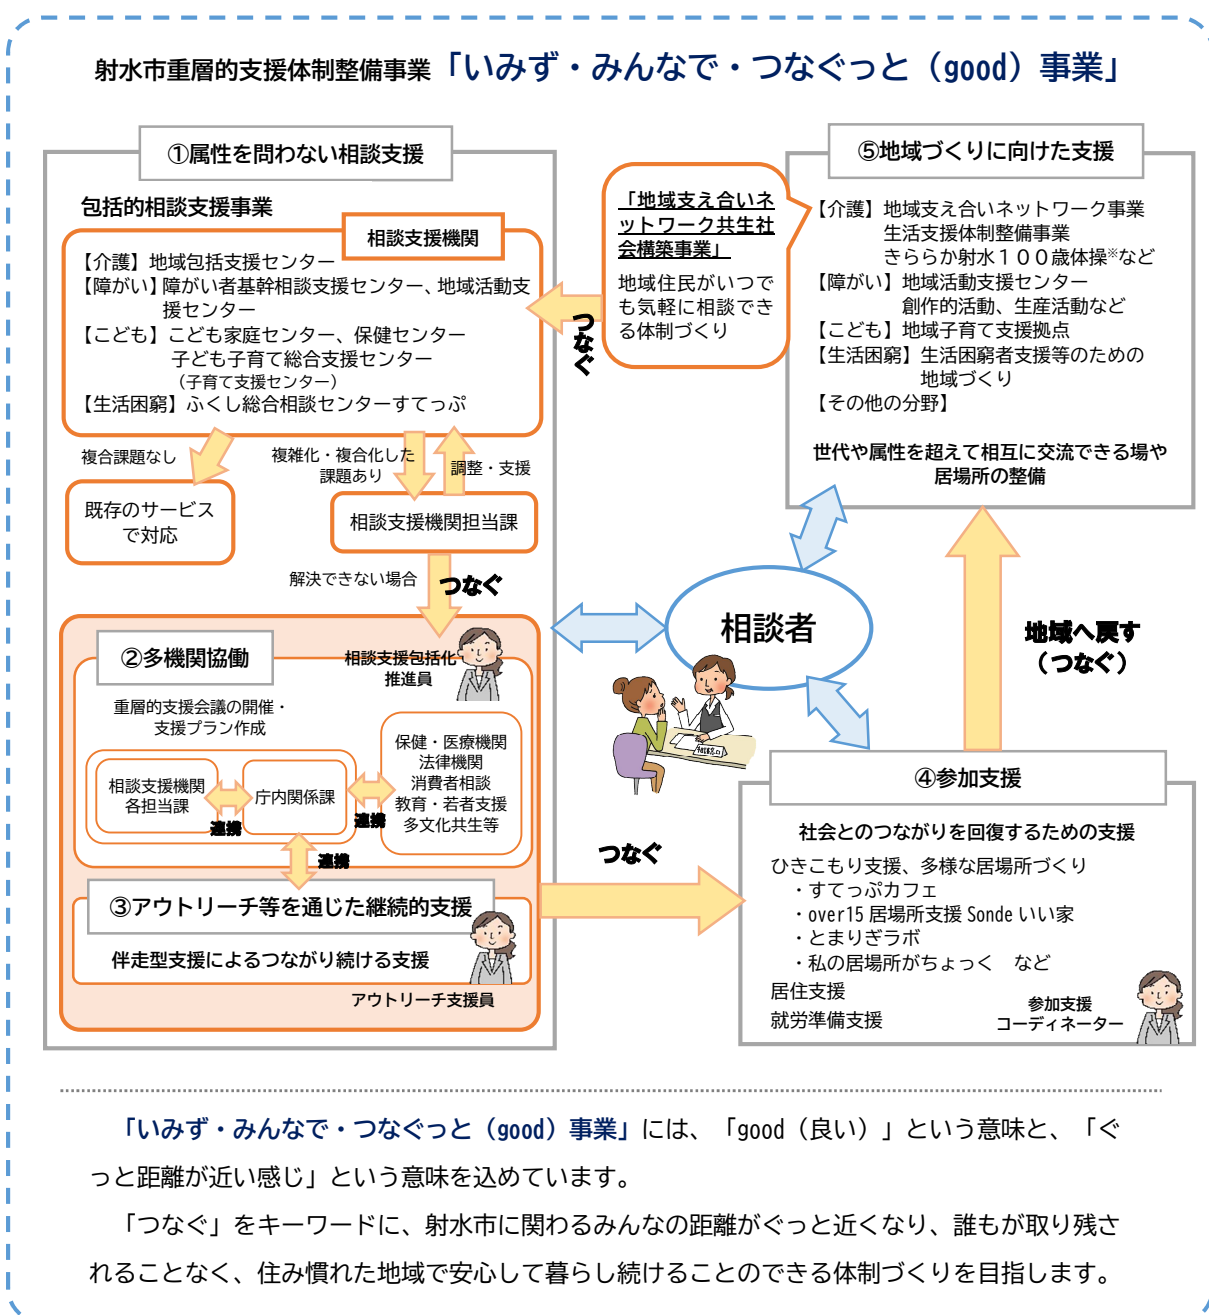 射水市重層的支援体制整備事業「いみず・みんなで・つなぐっと（good）事業」
①属性を問わない相談支援
包括的相談支援事業
相談支援機関
【介護】地域包括支援センター
【障がい】障がい者基幹相談支援センター、地域活動支
援センター
【こども】こども家庭センター、保健センター
子ども子育て総合支援センター
（子育て支援センター）
【生活困窮】ふくし総合相談センターすてっぷ
複合課題なし
複雑化・複合化した
課題あり
調整・支援
既存のサービス
で対応
相談支援機関担当課
解決できない場合
つなぐ
②多機関協働
相談支援包括化
推進員
重層的支援会議の開催・
支援プラン作成
相談支援機関
各担当課
連携
庁内関係課
連携
保健・医療機関
法律機関
消費者相談
教育・若者支援
多文化共生等
連携
③アウトリーチ等を通じた継続的支援
伴走型支援によるつながり続ける支援
アウトリーチ支援員
「地域支え合いネ
ットワーク共生社
会構築事業」
地域住民がいつで
も気軽に相談でき
る体制づくり
つなぐ
⑤地域づくりに向けた支援
【介護】地域支え合いネットワーク事業
生活支援体制整備事業
きららか射水１００歳体操※など
【障がい】地域活動支援センター
創作的活動、生産活動など
【こども】地域子育て支援拠点
【生活困窮】生活困窮者支援等のための
地域づくり
【その他の分野】
世代や属性を超えて相互に交流できる場や
居場所の整備
相談者
相談窓口
地域へ戻す
（つなぐ）
つなぐ
④参加支援
社会とのつながりを回復するための支援
ひきこもり支援、多様な居場所づくり
・すてっぷカフェ
・over15 居場所支援 Sonde いい家
・とまりぎラボ
・私の居場所がちょっく　など
居住支援
就労準備支援
参加支援
コーディネーター
「いみず・みんなで・つなぐっと（good）事業」には、「good（良い）」という意味と、「ぐ
っと距離が近い感じ」という意味を込めています。
「つなぐ」をキーワードに、射水市に関わるみんなの距離がぐっと近くなり、誰もが取り残さ
れることなく、住み慣れた地域で安心して暮らし続けることのできる体制づくりを目指します。